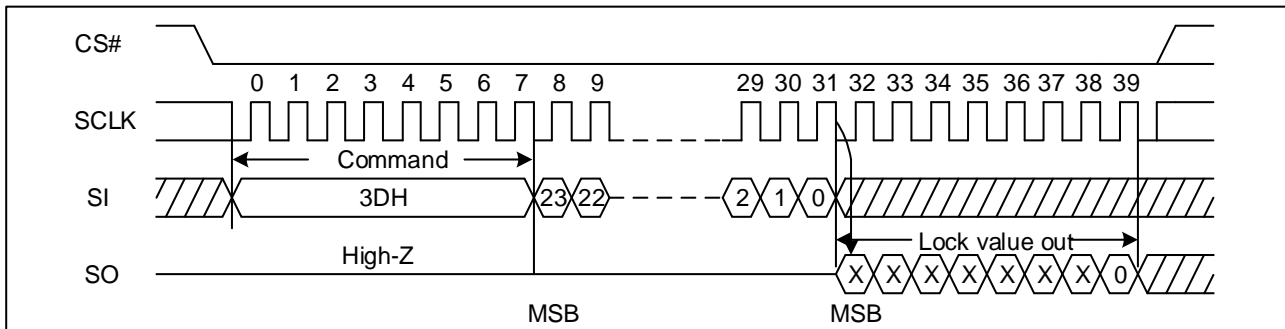 CS#
0 1 2 3 4 5 6 7 8 9 29 30 31 32 33 34 35 36 37 38 39
SCLK
Command
SI 3DH 23 22 2 1 0
High-Z Lock value out
SO X X X X X X X 0
MSB MSB